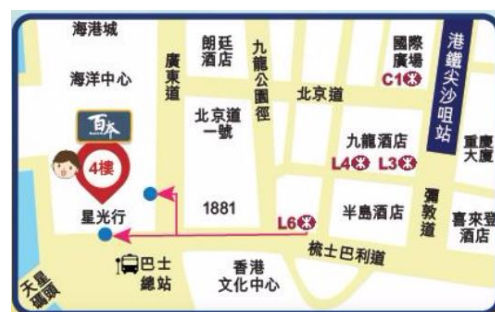 海港城
海洋中心
百本
4樓
星光行
天星
碼頭
巴士
總站
廣東道
朗廷
酒店
北京道
一號
1881
九龍公園徑
香港
文化中心
北京道
L6
國際
廣場
C1
九龍酒店
L4 L3
半島酒店
梳士巴利道
港鐵尖沙咀站
彌敦道
重慶
大廈
喜來登
酒店